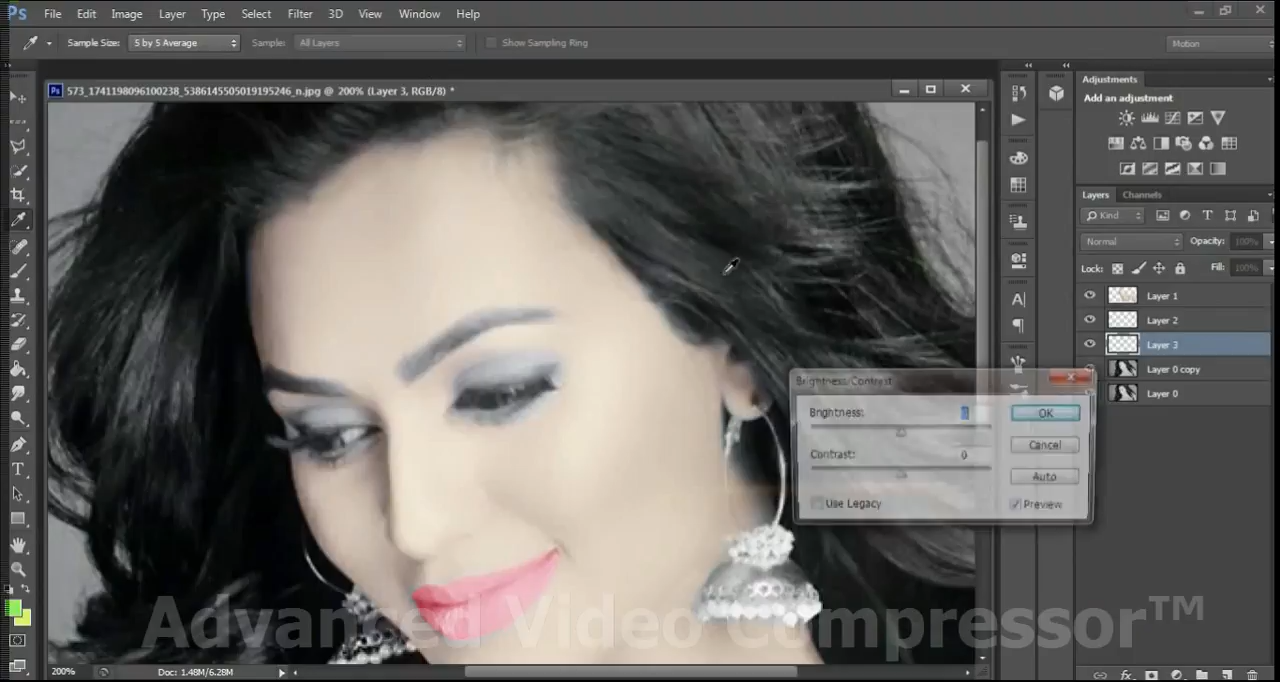 Ps File Edit Image Layer Type Select Filter 3D View Window Help
Sample Size: 5 by 5 Average Sample: All Layers Show Sampling Ring Motion
Ps 573_1741198096100238_5386145505019195246_n.jpg @ 200% (Layer 3, RGB/8) *
Adjustments
Add an adjustment
Layers Channels
Kind
Normal Opacity: 100%
Lock: Fill: 100%
Layer 1
Layer 2
Layer 3
Layer 0 copy
Layer 0
Brightness/Contrast
Brightness:
OK
Cancel
Contrast: 0
Auto
Use Legacy Preview
Advanced Video Compressor™
200% Doc: 1.48M/6.28M